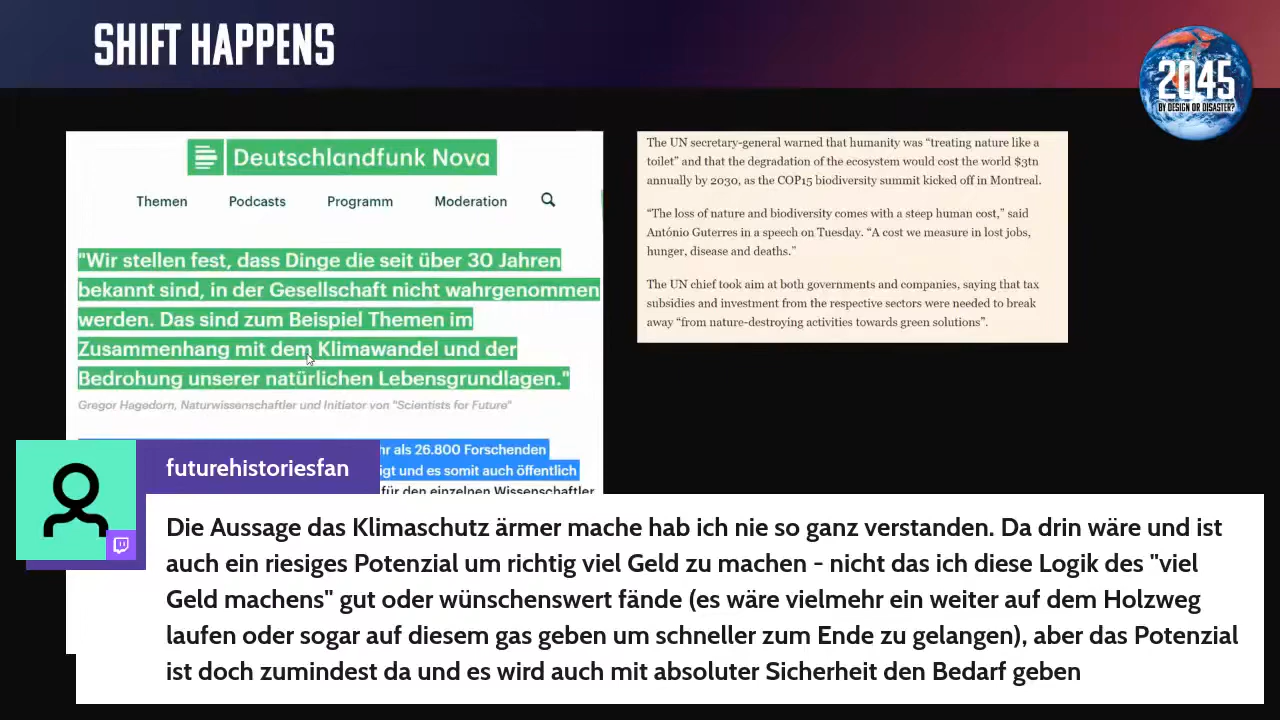 SHIFT HAPPENS
2045
BY DESIGN OR DISASTER?
Deutschlandfunk Nova
Themen Podcasts Programm Moderation
"Wir stellen fest, dass Dinge die seit über 30 Jahren
bekannt sind, in der Gesellschaft nicht wahrgenommen
werden. Das sind zum Beispiel Themen im
Zusammenhang mit dem Klimawandel und der
Bedrohung unserer natürlichen Lebensgrundlagen."
Gregor Hagedorn, Naturwissenschaftler und Initiator von "Scientists for Future"
hr als 26.800 Forschenden
igt und es somit auch öffentlich
für den einzelnen Wissenschaftler
The UN secretary-general warned that humanity was “treating nature like a
toilet” and that the degradation of the ecosystem would cost the world $3tn
annually by 2030, as the COP15 biodiversity summit kicked off in Montreal.
“The loss of nature and biodiversity comes with a steep human cost,” said
António Guterres in a speech on Tuesday. “A cost we measure in lost jobs,
hunger, disease and deaths.”
The UN chief took aim at both governments and companies, saying that tax
subsidies and investment from the respective sectors were needed to break
away “from nature-destroying activities towards green solutions”.
futurehistoriesfan
Die Aussage das Klimaschutz ärmer mache hab ich nie so ganz verstanden. Da drin wäre und ist
auch ein riesiges Potenzial um richtig viel Geld zu machen - nicht das ich diese Logik des "viel
Geld machens" gut oder wünschenswert fände (es wäre vielmehr ein weiter auf dem Holzweg
laufen oder sogar auf diesem gas geben um schneller zum Ende zu gelangen), aber das Potenzial
ist doch zumindest da und es wird auch mit absoluter Sicherheit den Bedarf geben